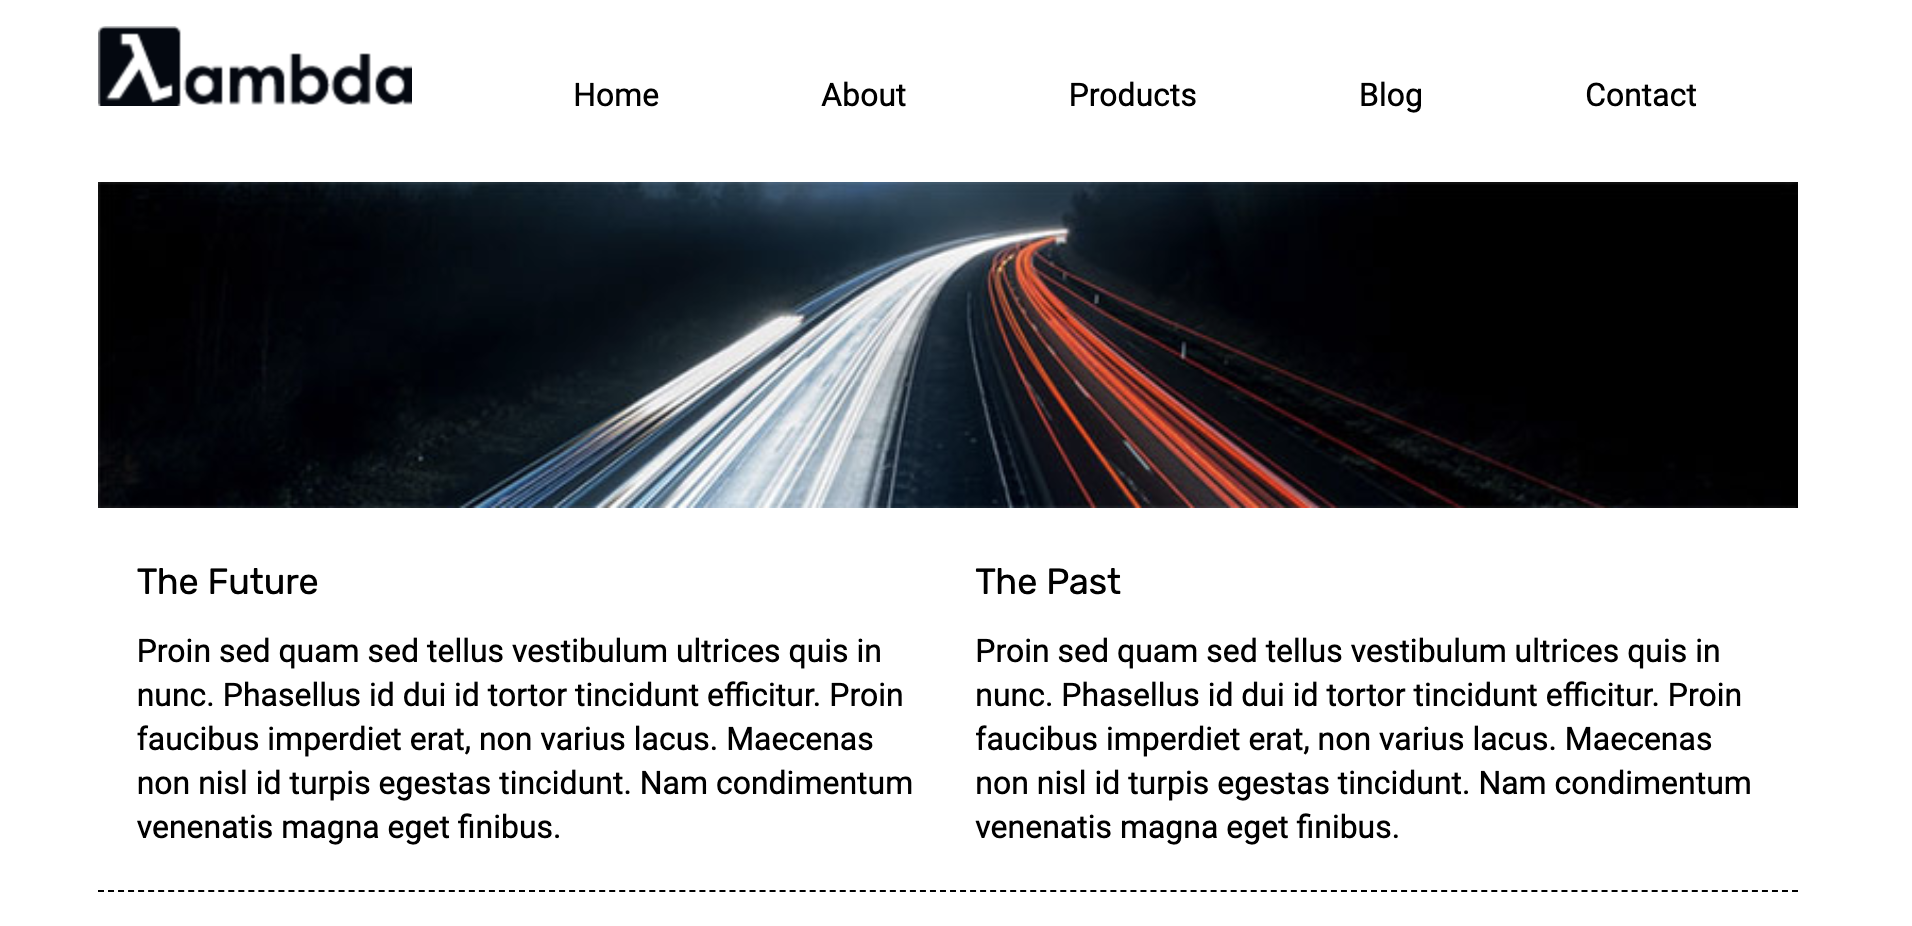 λambda
Home About Products Blog Contact
The Future
Proin sed quam sed tellus vestibulum ultrices quis in
nunc. Phasellus id dui id tortor tincidunt efficitur. Proin
faucibus imperdiet erat, non varius lacus. Maecenas
non nisl id turpis egestas tincidunt. Nam condimentum
venenatis magna eget finibus.
The Past
Proin sed quam sed tellus vestibulum ultrices quis in
nunc. Phasellus id dui id tortor tincidunt efficitur. Proin
faucibus imperdiet erat, non varius lacus. Maecenas
non nisl id turpis egestas tincidunt. Nam condimentum
venenatis magna eget finibus.